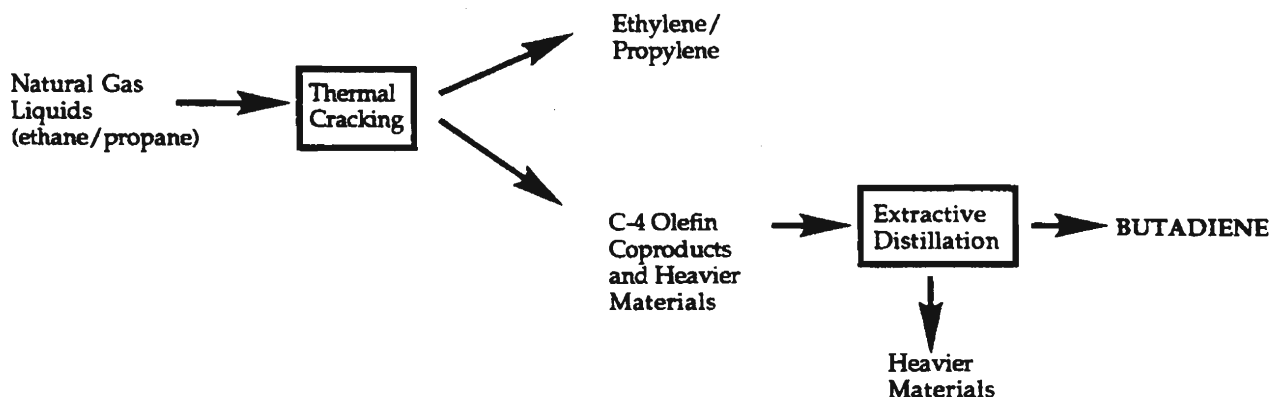 Natural Gas
Liquids
(ethane/propane)
Thermal
Cracking
Ethylene/
Propylene
C-4 Olefin
Coproducts
and Heavier
Materials
Extractive
Distillation
BUTADIENE
Heavier
Materials